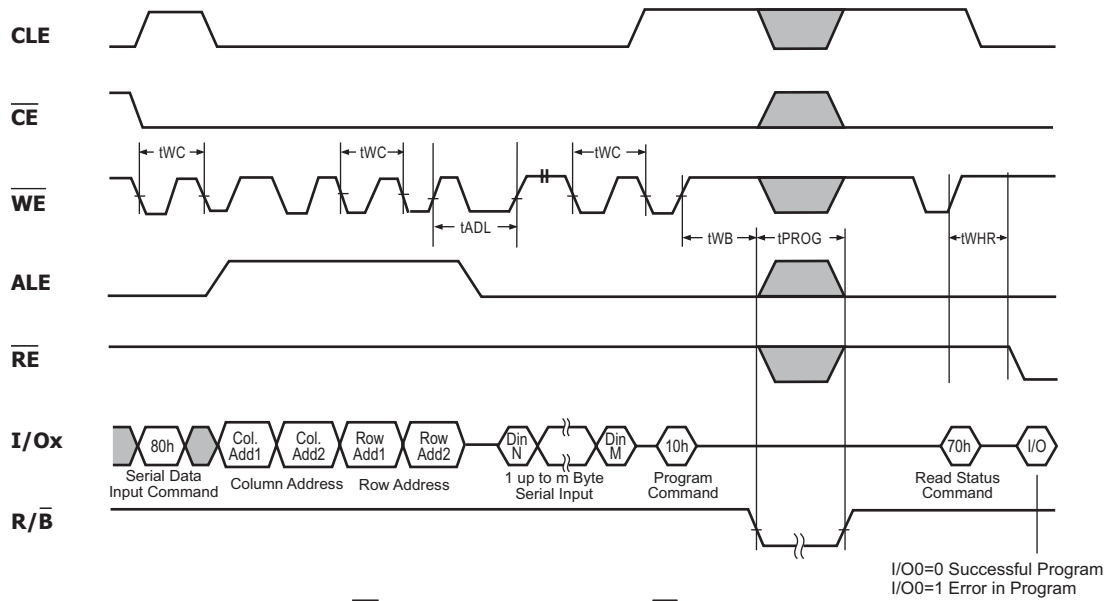 CLE
CE
tWC
tWC
tWC
WE
tADL
tWB
tPROG
tWHR
ALE
RE
I/Ox
80h
Col.
Add1
Col.
Add2
Row
Add1
Row
Add2
Din
N
Din
M
10h
70h
I/O
Serial Data
Input Command
Column Address
Row Address
1 up to m Byte
Serial Input
Program
Command
Read Status
Command
R/B
I/O0=0 Successful Program
I/O0=1 Error in Program